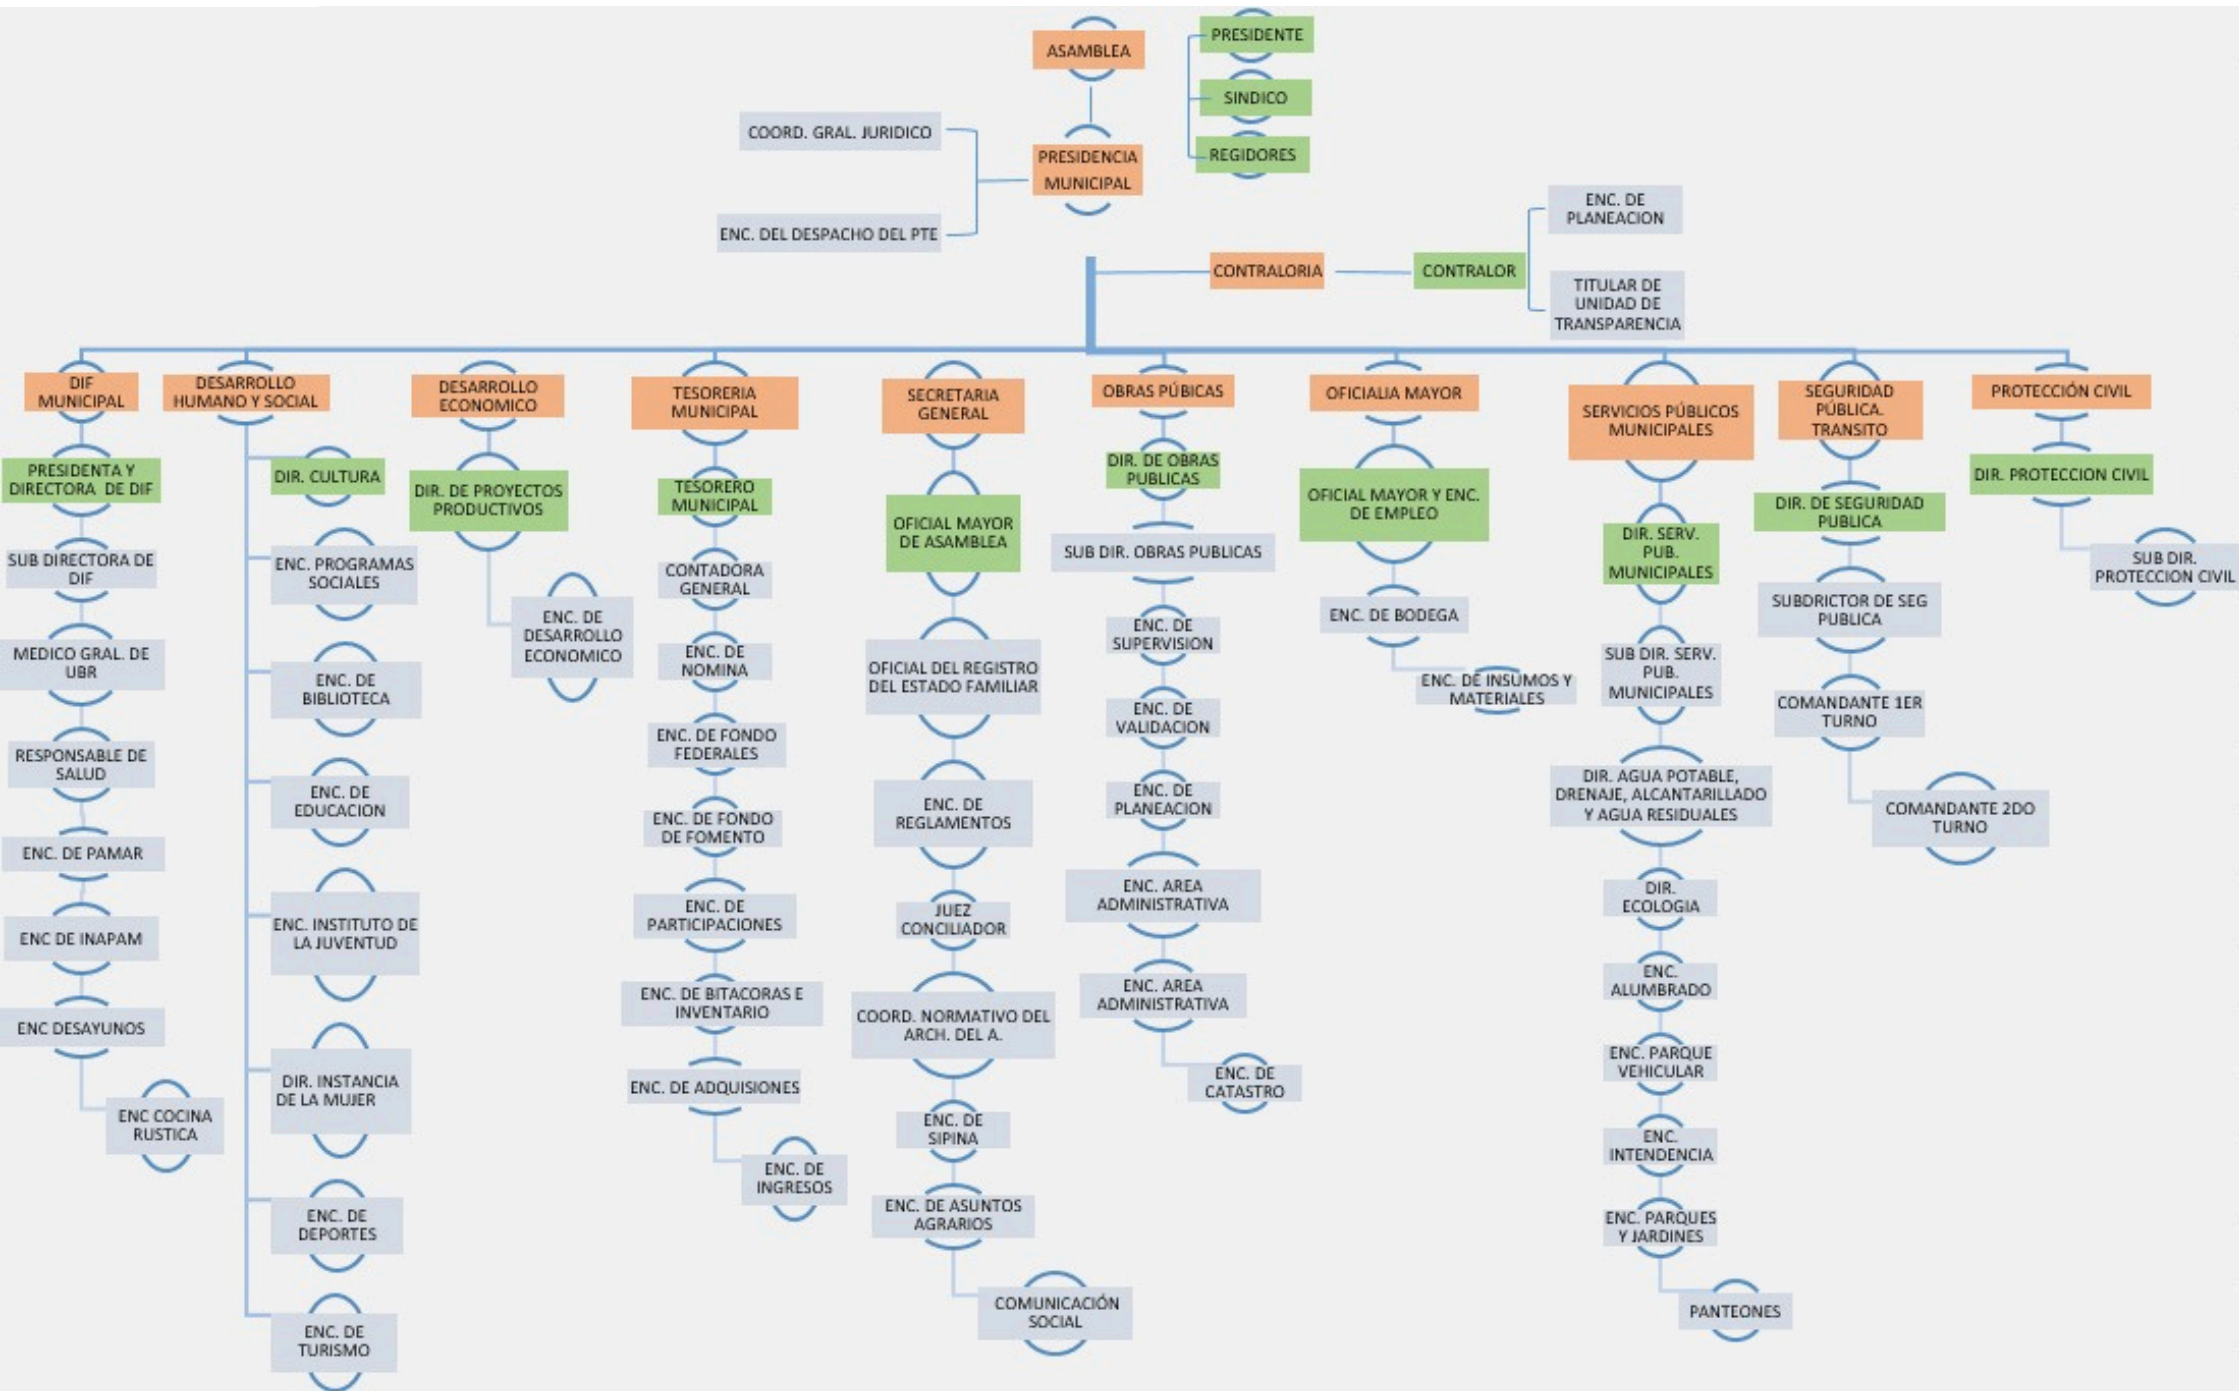 ASAMBLEA
PRESIDENTE
SINDICO
REGIDORES
COORD. GRAL. JURIDICO
PRESIDENCIA
MUNICIPAL
ENC. DEL DESPACHO DEL PTE
CONTRALORIA
CONTRALOR
ENC. DE
PLANEACION
TITULAR DE
UNIDAD DE
TRANSPARENCIA
DIF
MUNICIPAL
PRESIDENTA Y
DIRECTORA DE DIF
SUB DIRECTORA DE
DIF
MEDICO GRAL. DE
UBR
RESPONSABLE DE
SALUD
ENC. DE PAMAR
ENC DE INAPAM
ENC DESAYUNOS
ENC COCINA
RUSTICA
DESARROLLO
HUMANO Y SOCIAL
DIR. CULTURA
ENC. PROGRAMAS
SOCIALES
ENC. DE
BIBLIOTECA
ENC. DE
EDUCACION
ENC. INSTITUTO DE
LA JUVENTUD
DIR. INSTANCIA
DE LA MUJER
ENC. DE
DEPORTES
ENC. DE
TURISMO
DESARROLLO
ECONOMICO
DIR. DE PROYECTOS
PRODUCTIVOS
ENC. DE
DESARROLLO
ECONOMICO
TESORERIA
MUNICIPAL
TESORERO
MUNICIPAL
CONTADORA
GENERAL
ENC. DE
NOMINA
ENC. DE FONDO
FEDERALES
ENC. DE FONDO
DE FOMENTO
ENC. DE
PARTICIPACIONES
ENC. DE BITACORAS E
INVENTARIO
ENC. DE ADQUISIONES
ENC. DE
INGRESOS
SECRETARIA
GENERAL
OFICIAL MAYOR
DE ASAMBLEA
OFICIAL DEL REGISTRO
DEL ESTADO FAMILIAR
ENC. DE
REGLAMENTOS
JUEZ
CONCILIADOR
COORD. NORMATIVO DEL
ARCH. DEL A.
ENC. DE
SIPINA
ENC. DE ASUNTOS
AGRARIOS
COMUNICACIÓN
SOCIAL
OBRAS PÚBICAS
DIR. DE OBRAS
PUBLICAS
SUB DIR. OBRAS PUBLICAS
ENC. DE
SUPERVISION
ENC. DE
VALIDACION
ENC. DE
PLANEACION
ENC. AREA
ADMINISTRATIVA
ENC. AREA
ADMINISTRATIVA
ENC. DE
CATASTRO
OFICIALIA MAYOR
OFICIAL MAYOR Y ENC.
DE EMPLEO
ENC. DE BODEGA
ENC. DE INSUMOS Y
MATERIALES
SERVICIOS PÚBLICOS
MUNICIPALES
DIR. SERV.
PUB.
MUNICIPALES
SUB DIR. SERV.
PUB.
MUNICIPALES
DIR. AGUA POTABLE,
DRENAJE, ALCANTARILLADO
Y AGUA RESIDUALES
DIR.
ECOLOGIA
ENC.
ALUMBRADO
ENC. PARQUE
VEHICULAR
ENC.
INTENDENCIA
ENC. PARQUES
Y JARDINES
PANTEONES
SEGURIDAD
PÚBLICA.
TRANSITO
DIR. DE SEGURIDAD
PUBLICA
SUBDRICTOR DE SEG
PUBLICA
COMANDANTE 1ER
TURNO
COMANDANTE 2DO
TURNO
PROTECCIÓN CIVIL
DIR. PROTECCION CIVIL
SUB DIR.
PROTECCION CIVIL